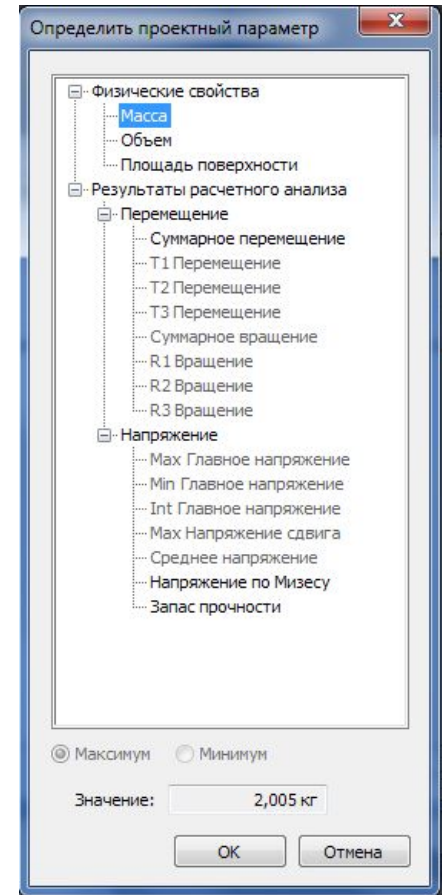 Определить проектный параметр
Физические свойства
Масса
Объем
Площадь поверхности
Результаты расчетного анализа
Перемещение
Суммарное перемещение
T1 Перемещение
T2 Перемещение
T3 Перемещение
Суммарное вращение
R1 Вращение
R2 Вращение
R3 Вращение
Напряжение
Max Главное напряжение
Min Главное напряжение
Int Главное напряжение
Max Напряжение сдвига
Среднее напряжение
Напряжение по Мизесу
Запас прочности
Максимум Минимум
Значение: 2,005 кг
OK Отмена